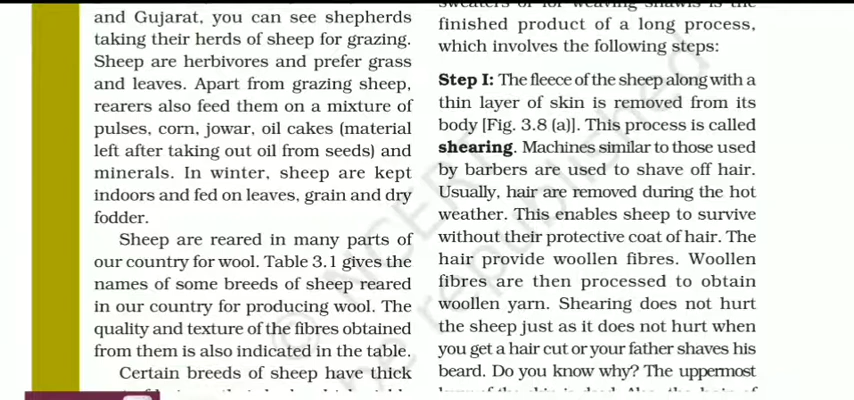 and Gujarat, you can see shepherds
taking their herds of sheep for grazing.
Sheep are herbivores and prefer grass
and leaves. Apart from grazing sheep,
rearers also feed them on a mixture of
pulses, corn, jowar, oil cakes (material
left after taking out oil from seeds) and
minerals. In winter, sheep are kept
indoors and fed on leaves, grain and dry
fodder.
Sheep are reared in many parts of
our country for wool. Table 3.1 gives the
names of some breeds of sheep reared
in our country for producing wool. The
quality and texture of the fibres obtained
from them is also indicated in the table.
Certain breeds of sheep have thick
sweaters or for weaving shawls is the
finished product of a long process,
which involves the following steps:
Step I: The fleece of the sheep along with a
thin layer of skin is removed from its
body [Fig. 3.8 (a)]. This process is called
shearing. Machines similar to those used
by barbers are used to shave off hair.
Usually, hair are removed during the hot
weather. This enables sheep to survive
without their protective coat of hair. The
hair provide woollen fibres. Woollen
fibres are then processed to obtain
woollen yarn. Shearing does not hurt
the sheep just as it does not hurt when
you get a hair cut or your father shaves his
beard. Do you know why? The uppermost
© NCERT
be republished